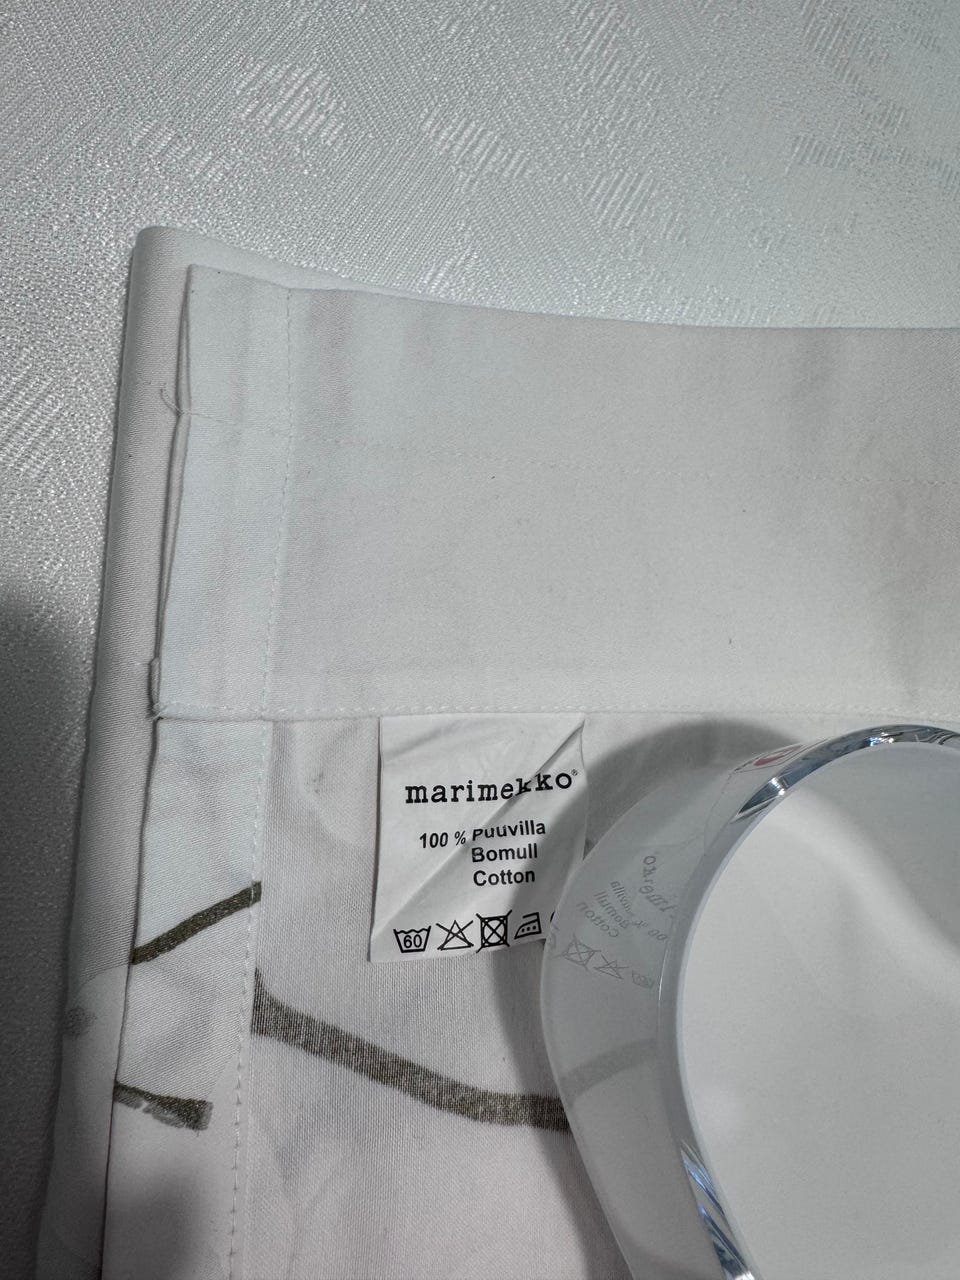 marimekko®
100 % Puuvilla
Bomull
Cotton
60